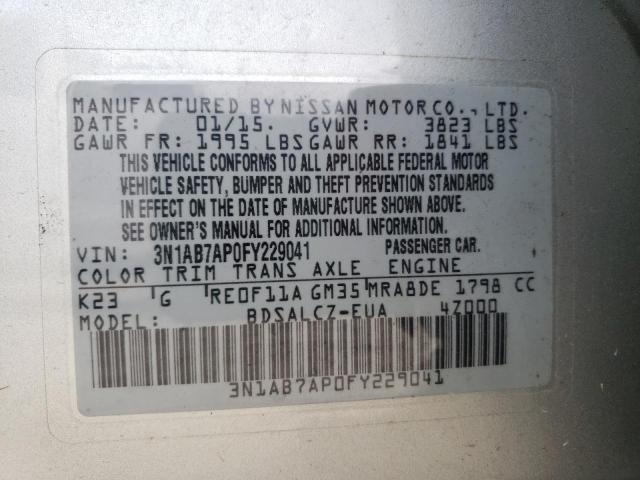 MANUFACTURED BY NISSAN MOTOR CO., LTD.
DATE: 01/15. GVWR: 3823 LBS
GAWR FR: 1995 LBS GAWR RR: 1841 LBS
THIS VEHICLE CONFORMS TO ALL APPLICABLE FEDERAL MOTOR
VEHICLE SAFETY, BUMPER AND THEFT PREVENTION STANDARDS
IN EFFECT ON THE DATE OF MANUFACTURE SHOWN ABOVE.
SEE OWNER'S MANUAL FOR ADDITIONAL INFORMATION.
VIN: 3N1AB7AP0FY229041 PASSENGER CAR.
COLOR TRIM TRANS AXLE ENGINE
K23 G RE0F11A GM35 MRA8DE 1798 CC
MODEL BDSALCZ-EUA 4Z000
3N1AB7AP0FY229041